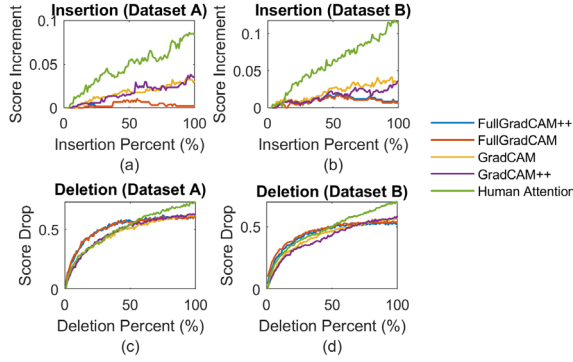 Insertion (Dataset A)
Score Increment
0.1
0.05
0
0
50
100
Insertion Percent (%)
(a)
Insertion (Dataset B)
Score Increment
0.1
0.05
0
0
50
100
Insertion Percent (%)
(b)
FullGradCAM++
FullGradCAM
GradCAM
GradCAM++
Human Attention
Deletion (Dataset A)
Score Drop
0.5
0
0
50
100
Deletion Percent (%)
(c)
Deletion (Dataset B)
Score Drop
0.5
0
0
50
100
Deletion Percent (%)
(d)